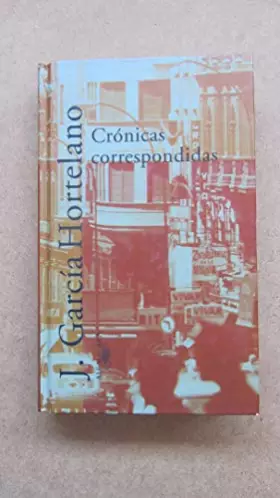 J. García Hortelano
Crónicas
correspondidas